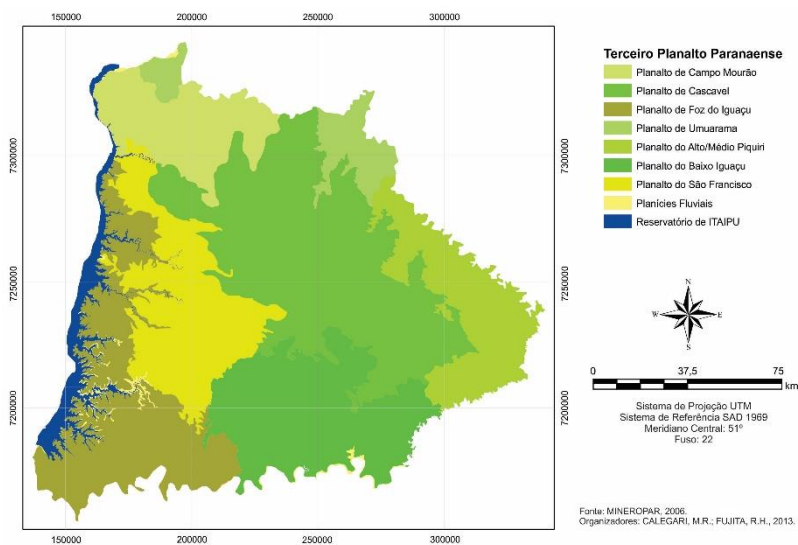 150000 200000 250000 300000
7300000 7250000 7200000
7300000 7250000 7200000
150000 200000 250000 300000
Terceiro Planalto Paranaense
Planalto de Campo Mourão
Planalto de Cascavel
Planalto de Foz do Iguaçu
Planalto de Umuarama
Planalto do Alto/Médio Piquiri
Planalto do Baixo Iguaçu
Planalto do São Francisco
Planícies Fluviais
Reservatório de ITAIPU
N
W E
S
0 37,5 75
km
Sistema de Projeção UTM
Sistema de Referência SAD 1969
Meridiano Central: 51º
Fuso: 22
Fonte: MINEROPAR, 2006.
Organizadores: CALEGARI, M.R.; FUJITA, R.H., 2013.